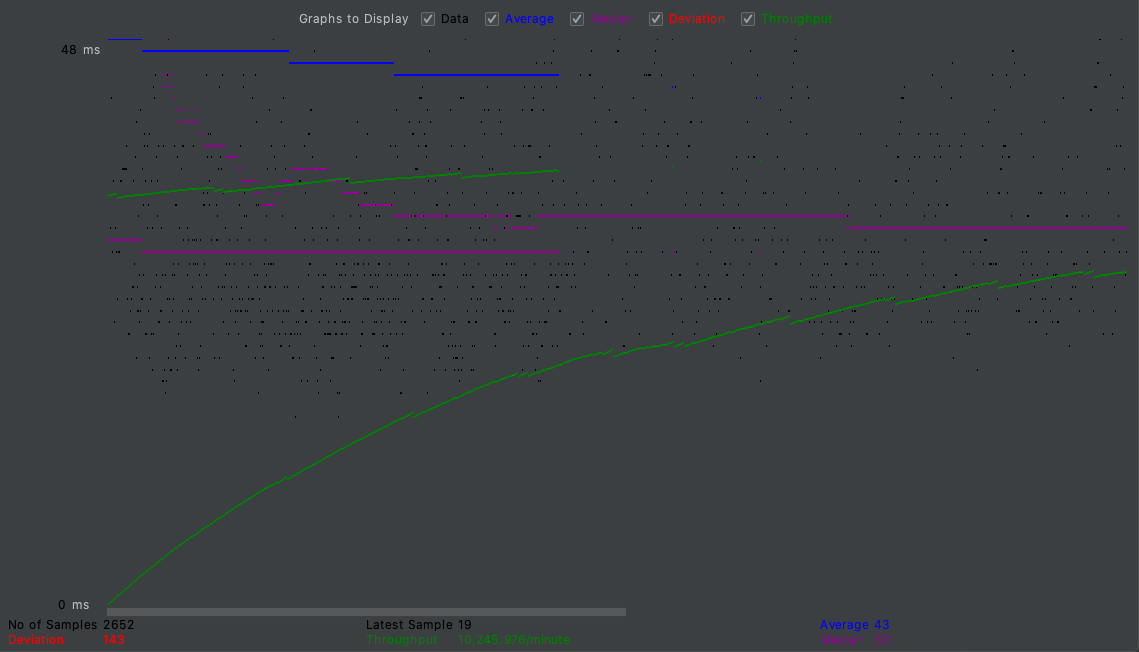 Graphs to Display Data Average Median Deviation Throughput
48 ms
0 ms
No of Samples 2652 Latest Sample 19 Average 43
Deviation 143 Throughput 10,245.976/minute Median